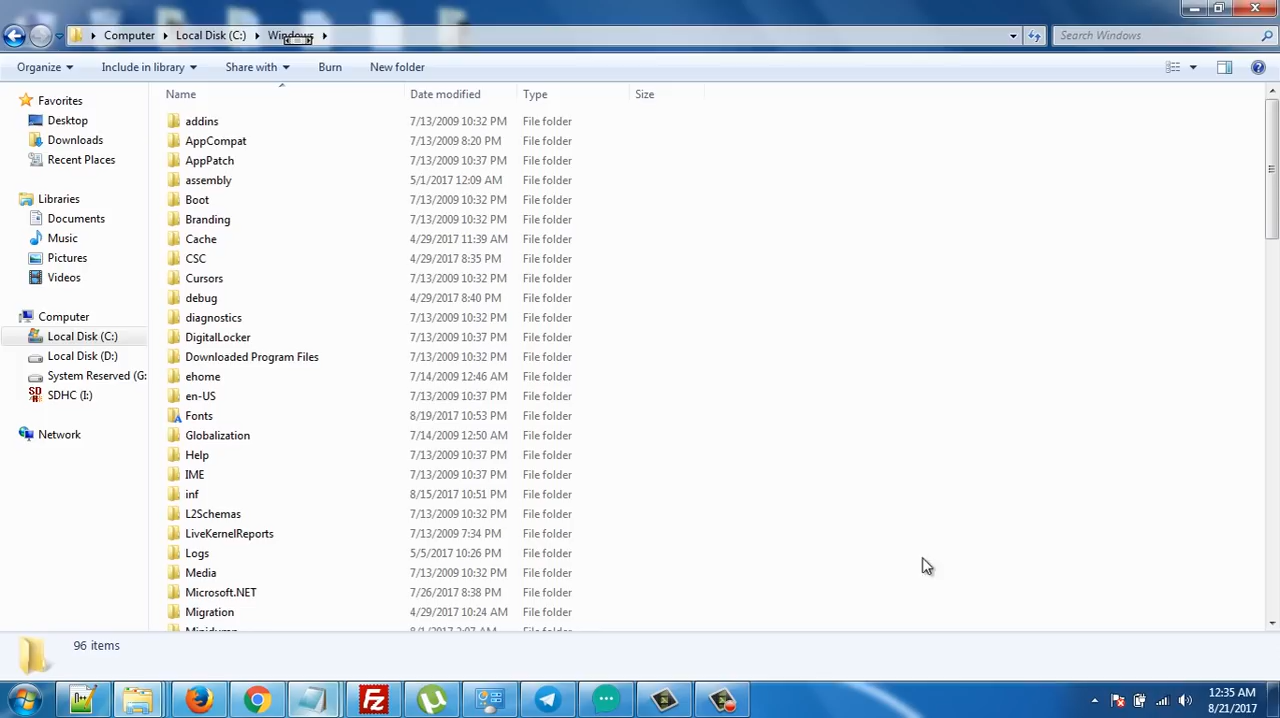 Computer Local Disk (C:) Windows Search Windows
Organize Include in library Share with Burn New folder
Name Date modified Type Size
Favorites
Desktop
Downloads
Recent Places
Libraries
Documents
Music
Pictures
Videos
Computer
Local Disk (C:)
Local Disk (D:)
System Reserved (G:
SDHC (I:)
Network
addins 7/13/2009 10:32 PM File folder
AppCompat 7/13/2009 8:20 PM File folder
AppPatch 7/13/2009 10:37 PM File folder
assembly 5/1/2017 12:09 AM File folder
Boot 7/13/2009 10:32 PM File folder
Branding 7/13/2009 10:32 PM File folder
Cache 4/29/2017 11:39 AM File folder
CSC 4/29/2017 8:35 PM File folder
Cursors 7/13/2009 10:32 PM File folder
debug 4/29/2017 8:40 PM File folder
diagnostics 7/13/2009 10:32 PM File folder
DigitalLocker 7/13/2009 10:37 PM File folder
Downloaded Program Files 7/13/2009 10:32 PM File folder
ehome 7/14/2009 12:46 AM File folder
en-US 7/13/2009 10:37 PM File folder
Fonts 8/19/2017 10:53 PM File folder
Globalization 7/14/2009 12:50 AM File folder
Help 7/13/2009 10:37 PM File folder
IME 7/13/2009 10:37 PM File folder
inf 8/15/2017 10:51 PM File folder
L2Schemas 7/13/2009 10:32 PM File folder
LiveKernelReports 7/13/2009 7:34 PM File folder
Logs 5/5/2017 10:26 PM File folder
Media 7/13/2009 10:32 PM File folder
Microsoft.NET 7/26/2017 8:38 PM File folder
Migration 4/29/2017 10:24 AM File folder
Minidump 8/1/2017 2:07 AM File folder
96 items
SD
HC
Fz
12:35 AM
8/21/2017